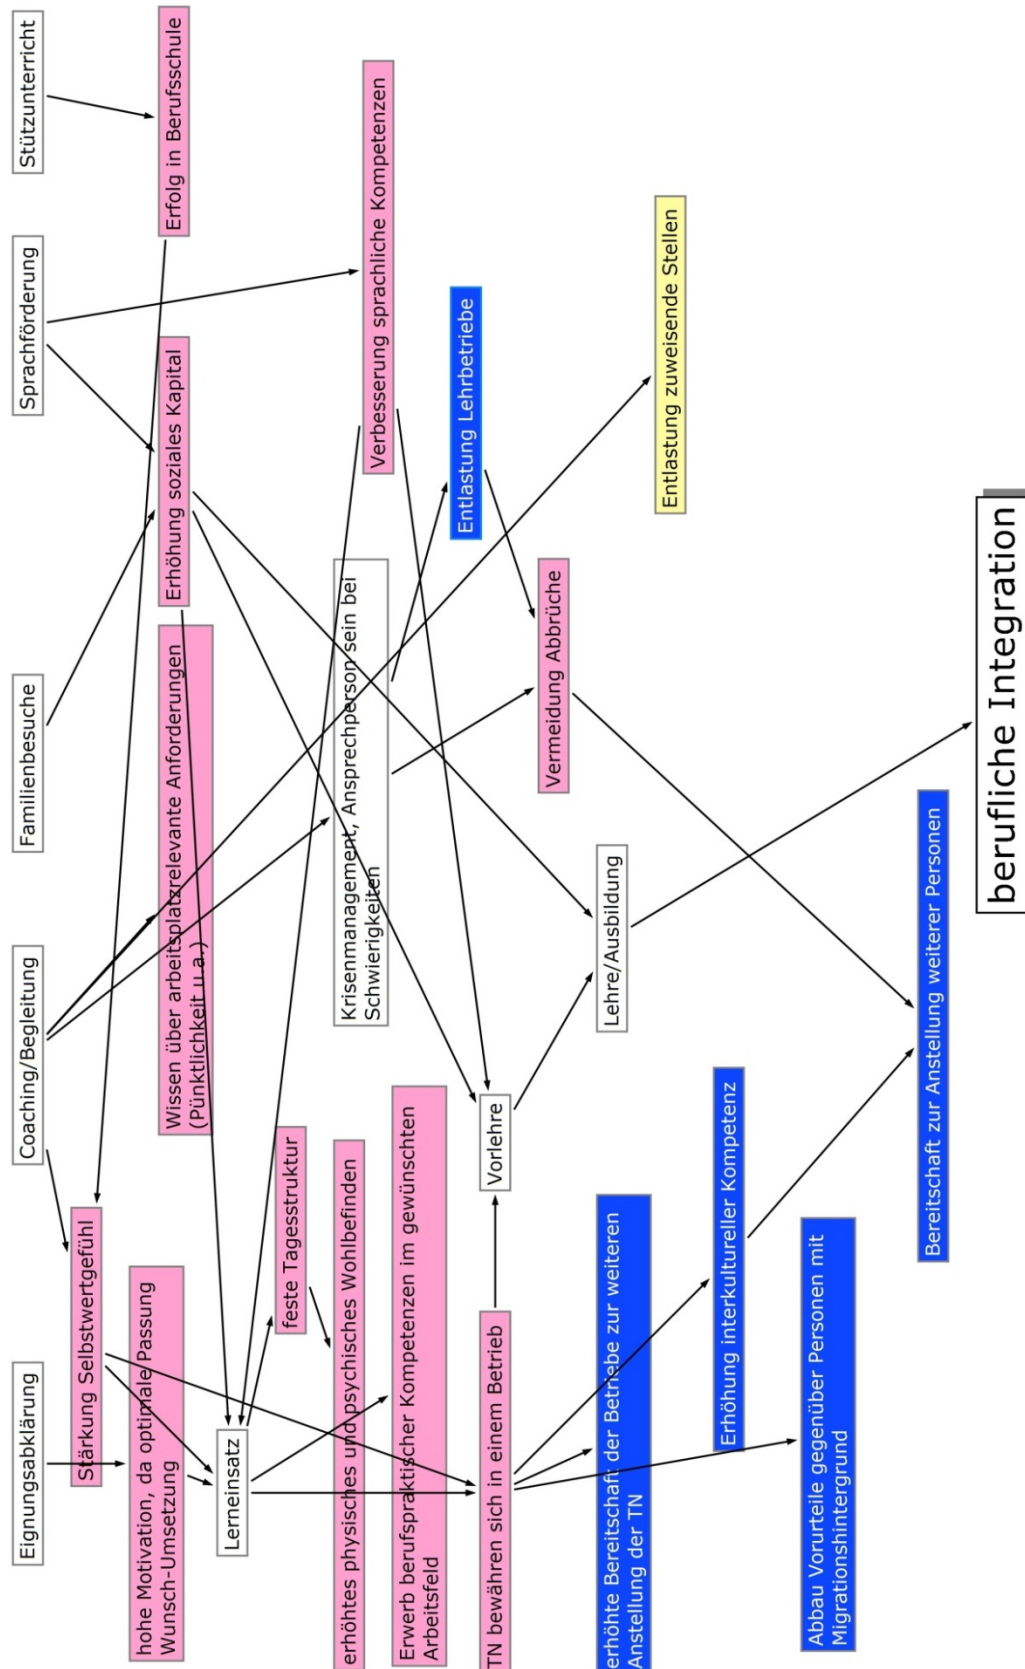 Eignungsabklärung
Coaching/Begleitung
Familienbesuche
Sprachförderung
Stützunterricht
Stärkung Selbstwertgefühl
hohe Motivation, da optimale Passung
Wunsch-Umsetzung
Wissen über arbeitsplatzrelevante Anforderungen
(Pünktlichkeit u.a.)
Erhöhung soziales Kapital
Erfolg in Berufsschule
Lerneinsatz
feste Tagesstruktur
erhöhtes physisches und psychisches Wohlbefinden
Krisenmanagement, Ansprechperson sein bei
Schwierigkeiten
Verbesserung sprachliche Kompetenzen
Erwerb berufspraktischer Kompetenzen im gewünschten
Arbeitsfeld
Entlastung Lehrbetriebe
TN bewähren sich in einem Betrieb
Vorlehre
Vermeidung Abbrüche
erhöhte Bereitschaft der Betriebe zur weiteren
Anstellung der TN
Lehre/Ausbildung
Entlastung zuweisende Stellen
Erhöhung interkultureller Kompetenz
Abbau Vorurteile gegenüber Personen mit
Migrationshintergrund
Bereitschaft zur Anstellung weiterer Personen
berufliche Integration